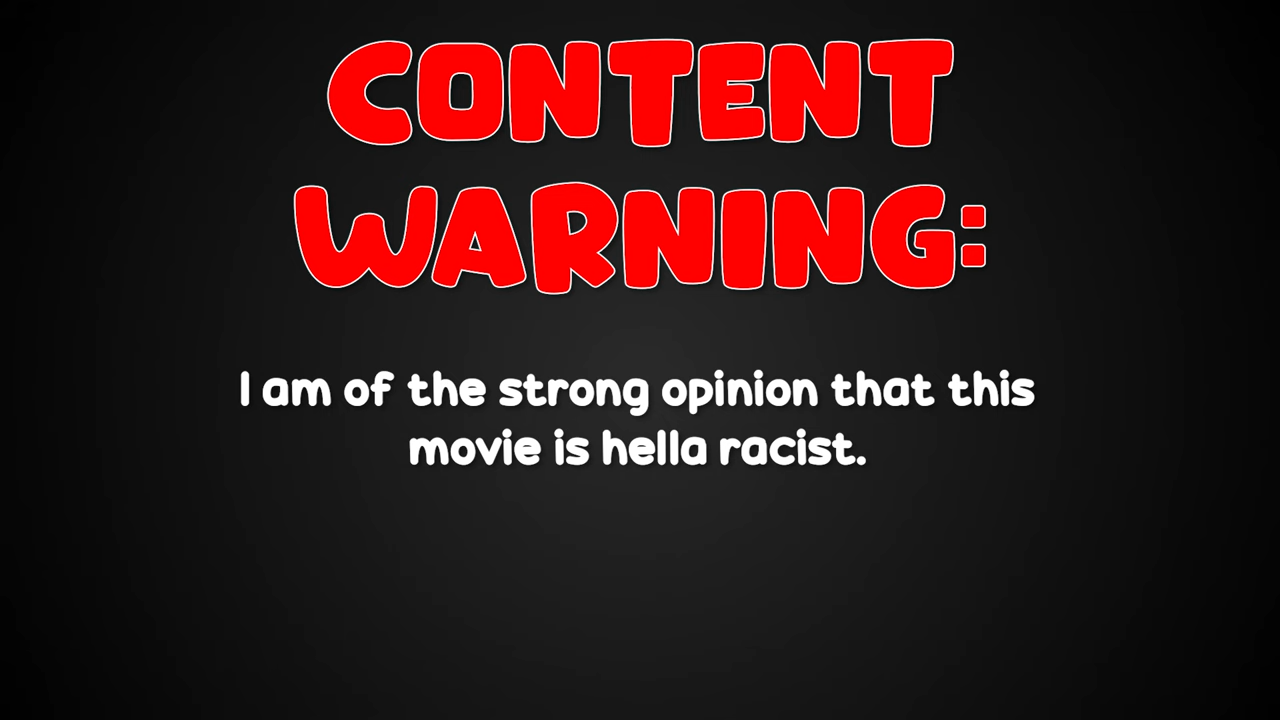 CONTENT
WARNING:
I am of the strong opinion that this
movie is hella racist.